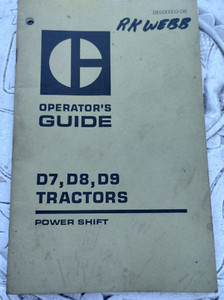 RK WEBB
OPERATOR'S
GUIDE
D7, D8, D9
TRACTORS
POWER SHIFT